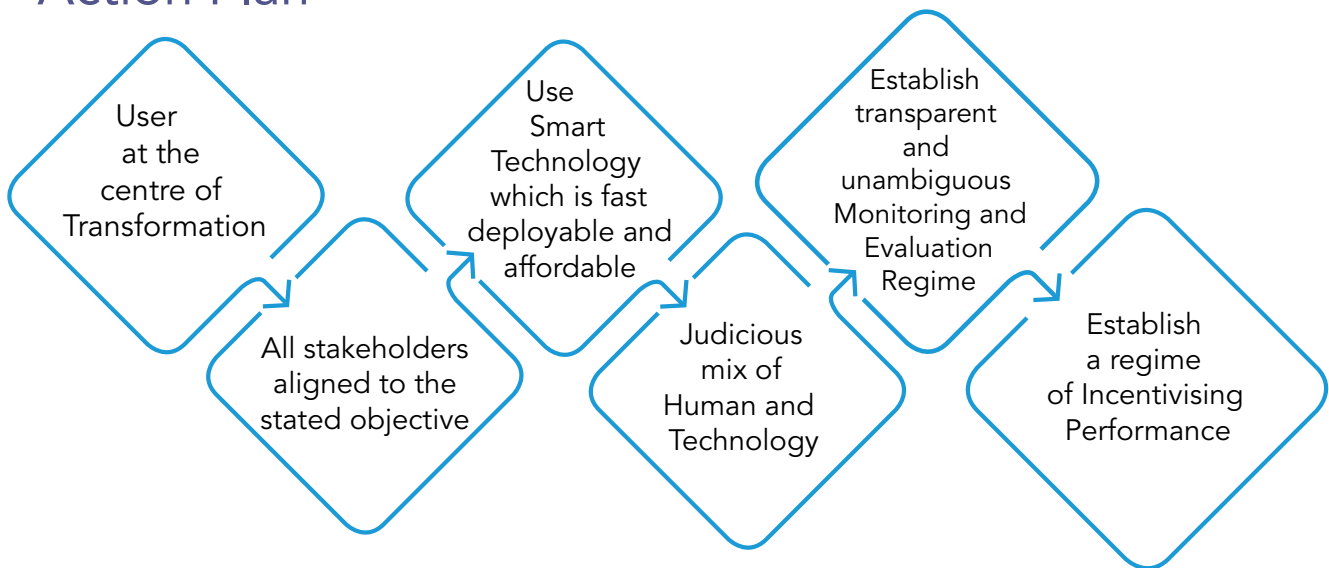 Action Plan
User
at the
centre of
Transformation
All stakeholders
aligned to the
stated objective
Use
Smart
Technology
which is fast
deployable and
affordable
Judicious
mix of
Human and
Technology
Establish
transparent
and
unambiguous
Monitoring and
Evaluation
Regime
Establish
a regime
of Incentivising
Performance